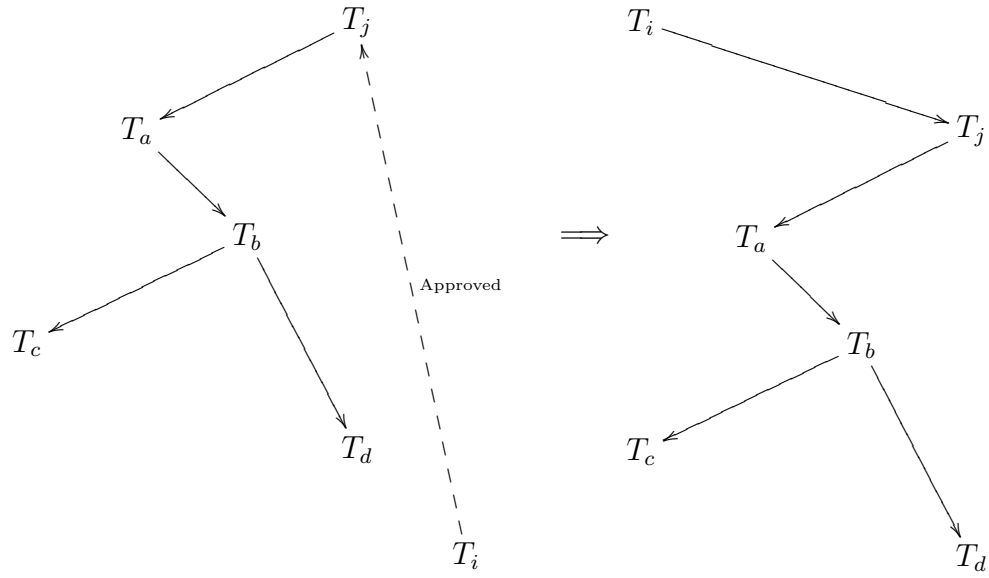 T_j
T_i
T_a
T_j
T_b
⟹
T_a
Approved
T_c
T_b
T_d
T_c
T_i
T_d